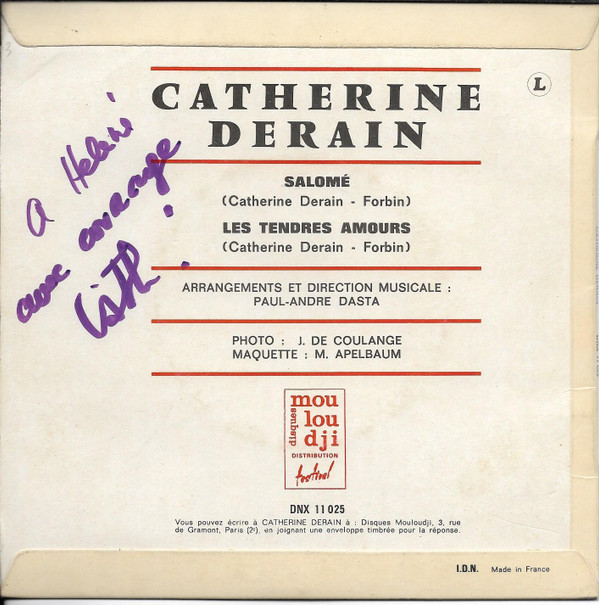 CATHERINE
DERAIN
L
SALOMÉ
(Catherine Derain - Forbin)
LES TENDRES AMOURS
(Catherine Derain - Forbin)
ARRANGEMENTS ET DIRECTION MUSICALE :
PAUL-ANDRE DASTA
PHOTO : J. DE COULANGE
MAQUETTE : M. APELBAUM
A
avec courage
disques
mou
lou
dji
DISTRIBUTION
festival
DNX 11 025
Vous pouvez écrire à CATHERINE DERAIN à : Disques Mouloudji, 3, rue
de Gramont, Paris (2e), en joignant une enveloppe timbrée pour la réponse.
I.D.N. Made in France